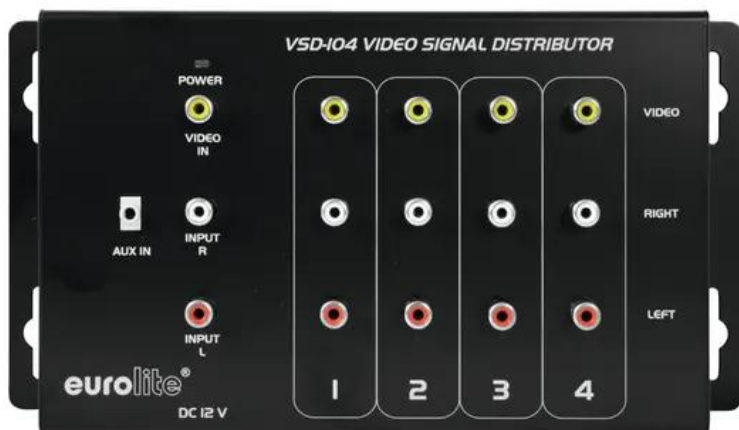 VSD-104 VIDEO SIGNAL DISTRIBUTOR
POWER
VIDEO
IN
VIDEO
AUX IN
INPUT
R
RIGHT
INPUT
L
LEFT
eurolite®
DC 12 V
1 2 3 4